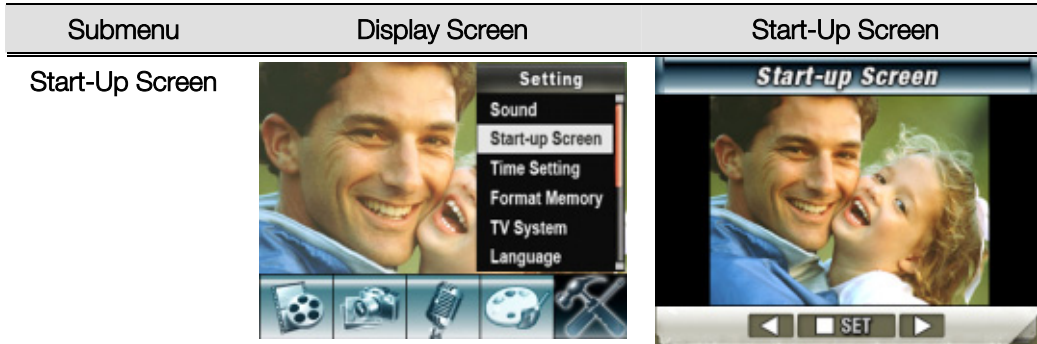 Submenu Display Screen Start-Up Screen
Start-Up Screen
Setting
Sound
Start-up Screen
Time Setting
Format Memory
TV System
Language
Start-up Screen
SET